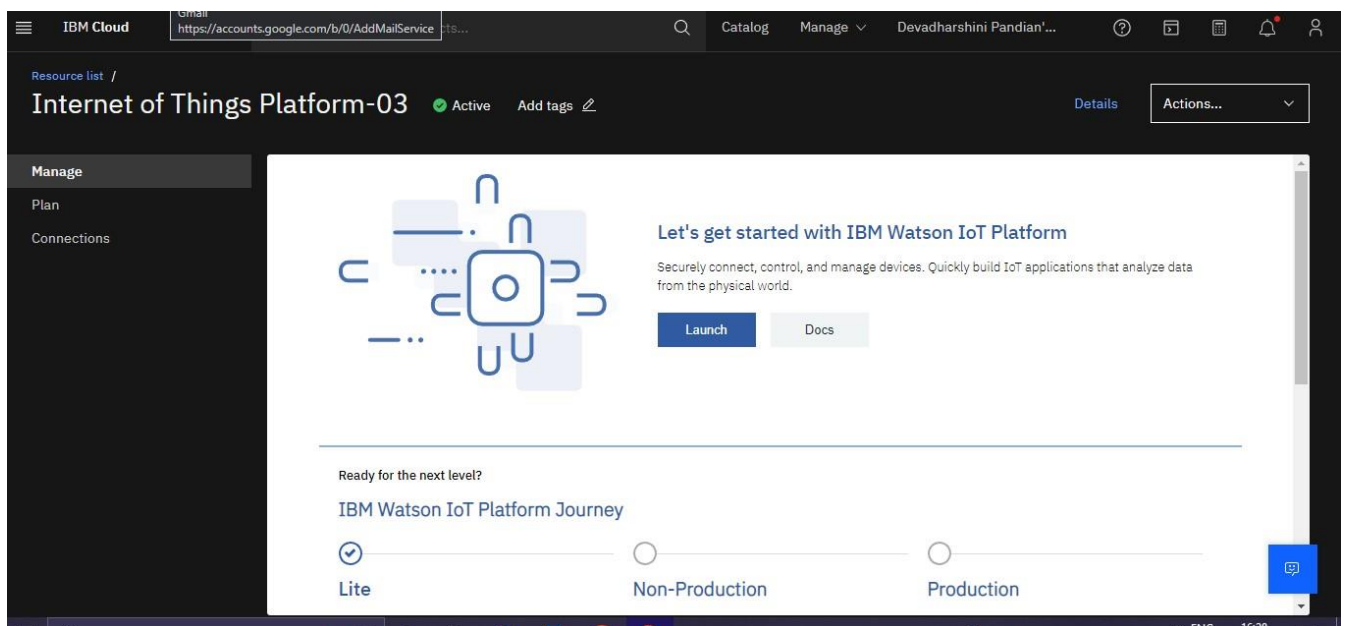 Gmail
https://accounts.google.com/b/0/AddMailService
IBM Cloud
Catalog
Manage
Devadharshini Pandian'...
Resource list /
Internet of Things Platform-03
Active
Add tags
Details
Actions...
Manage
Plan
Connections
Let's get started with IBM Watson IoT Platform
Securely connect, control, and manage devices. Quickly build IoT applications that analyze data
from the physical world.
Launch
Docs
Ready for the next level?
IBM Watson IoT Platform Journey
Lite
Non-Production
Production